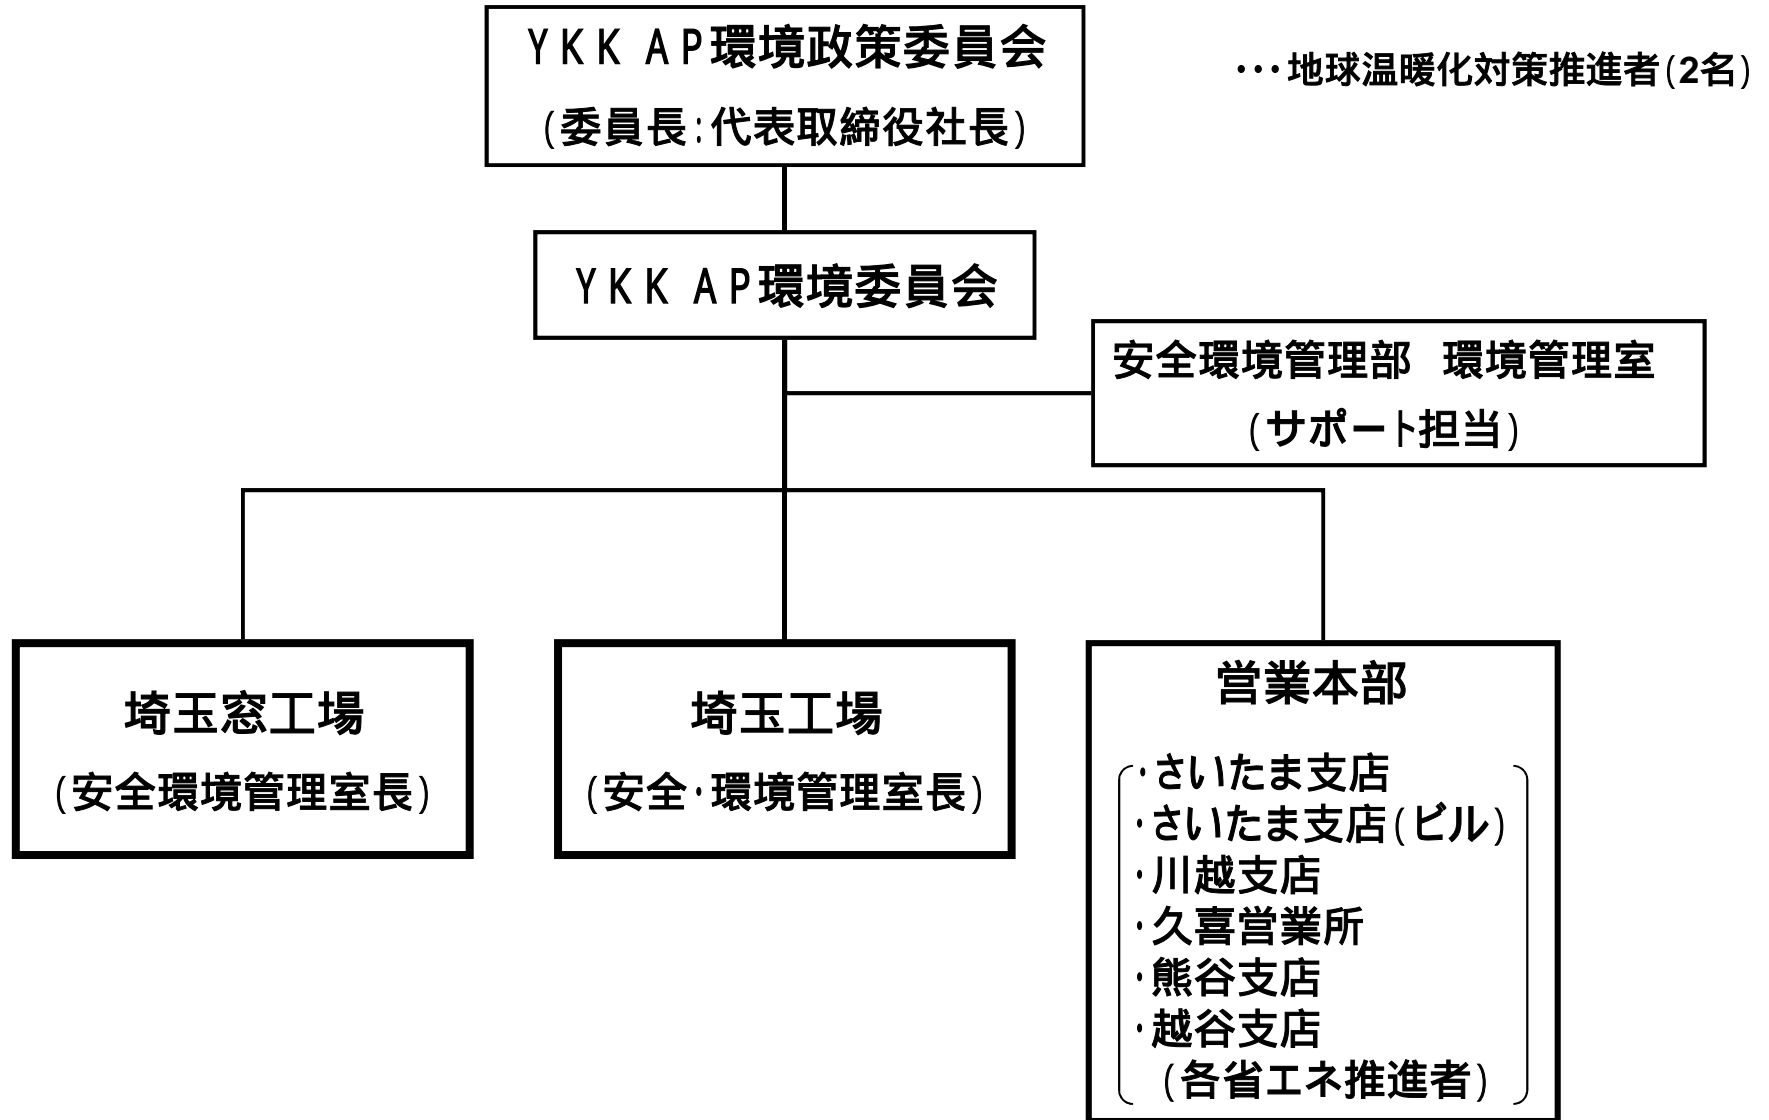 YKK AP環境政策委員会
(委員長:代表取締役社長)
･･･地球温暖化対策推進者(2名)
YKK AP環境委員会
安全環境管理部　環境管理室
(サポート担当)
埼玉窓工場
(安全環境管理室長)
埼玉工場
(安全・環境管理室長)
営業本部
・さいたま支店
・さいたま支店(ビル)
・川越支店
・久喜営業所
・熊谷支店
・越谷支店
(各省エネ推進者)